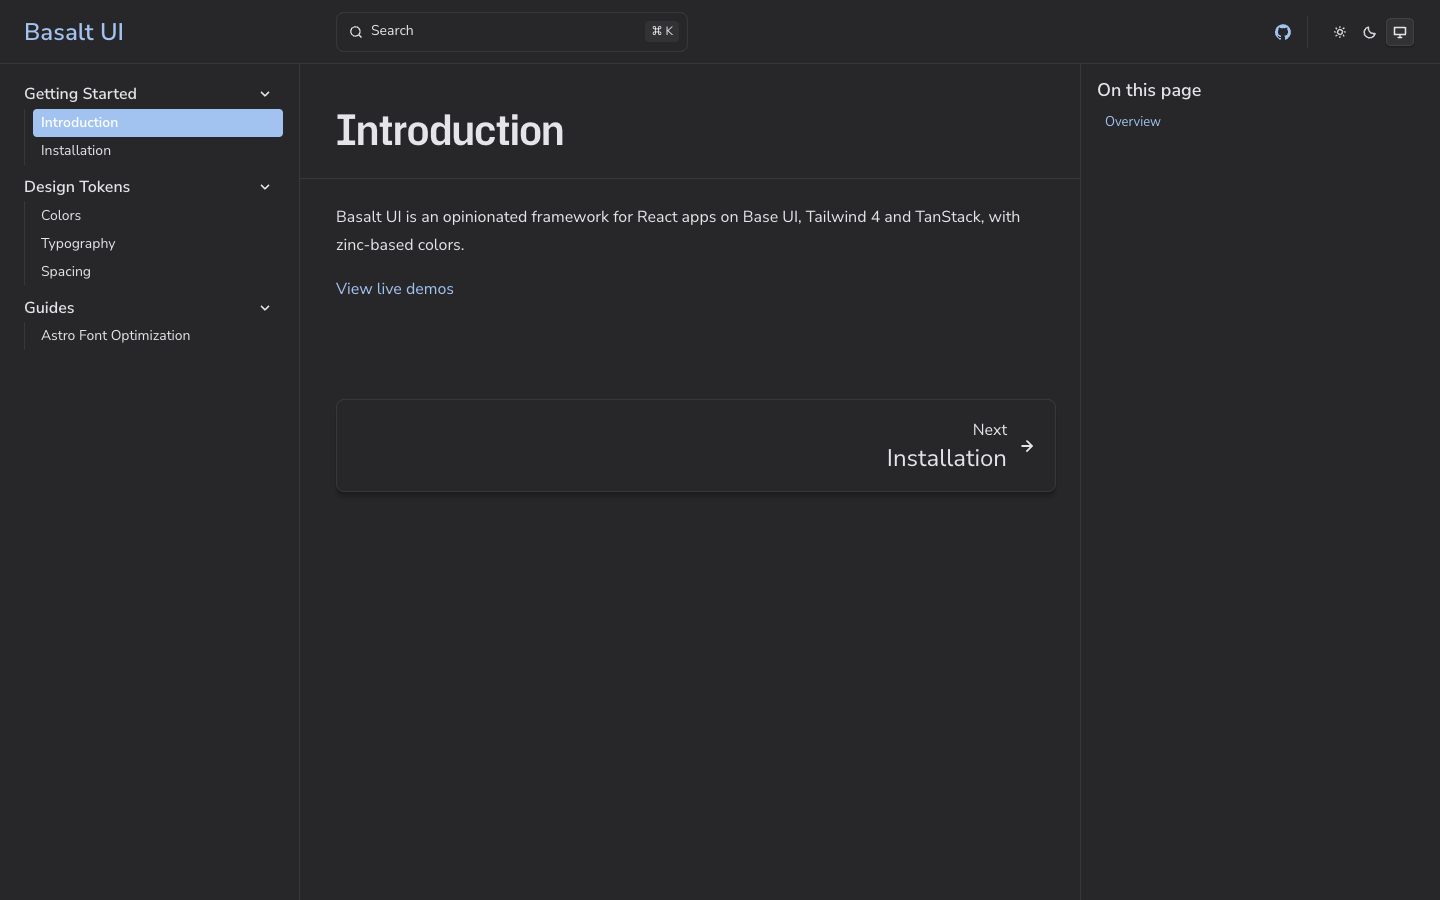 Basalt UI
Search
⌘ K
Getting Started
Introduction
Installation
Design Tokens
Colors
Typography
Spacing
Guides
Astro Font Optimization
Introduction
Basalt UI is an opinionated framework for React apps on Base UI, Tailwind 4 and TanStack, with
zinc-based colors.
View live demos
Next
Installation
On this page
Overview